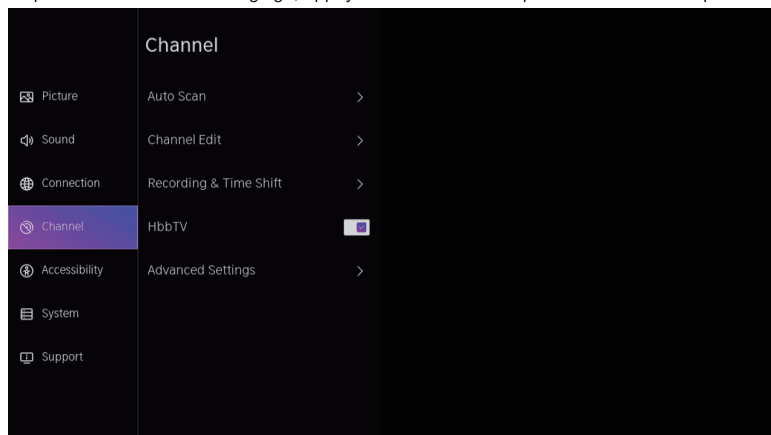 Channel
Picture
Auto Scan
Sound
Channel Edit
Connection
Recording & Time Shift
Channel
HbbTV
Accessibility
Advanced Settings
System
Support